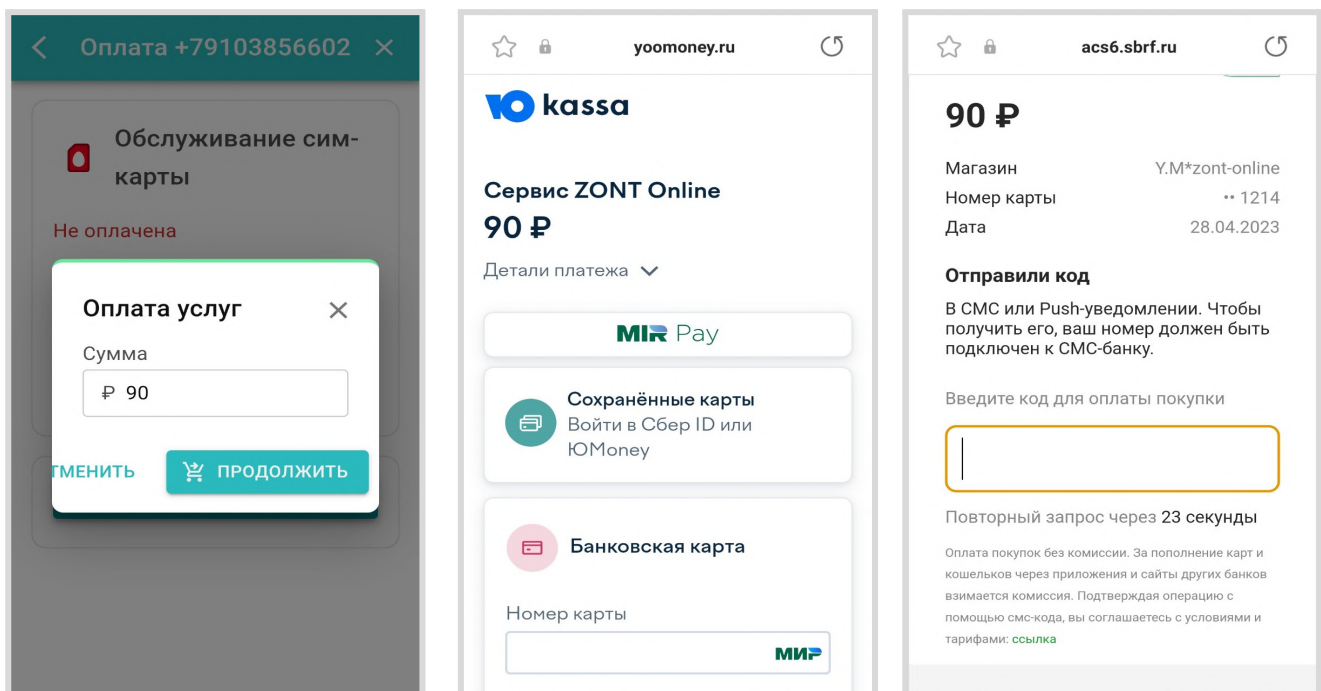 Оплата +79103856602
Обслуживание сим-
карты
Не оплачена
Оплата услуг
Сумма
₽ 90
ТМЕНИТЬ
ПРОДОЛЖИТЬ
yoomoney.ru
Ю kassa
Сервис ZONT Online
90 ₽
Детали платежа
MIR Pay
Сохранённые карты
Войти в Сбер ID или
ЮMoney
Банковская карта
Номер карты
МИР
acs6.sbrf.ru
90 ₽
Магазин Y.M*zont-online
Номер карты •• 1214
Дата 28.04.2023
Отправили код
В СМС или Push-уведомлении. Чтобы
получить его, ваш номер должен быть
подключен к СМС-банку.
Введите код для оплаты покупки
Повторный запрос через 23 секунды
Оплата покупок без комиссии. За пополнение карт и
кошельков через приложения и сайты других банков
взимается комиссия. Подтверждая операцию с
помощью смс-кода, вы соглашаетесь с условиями и
тарифами: ссылка